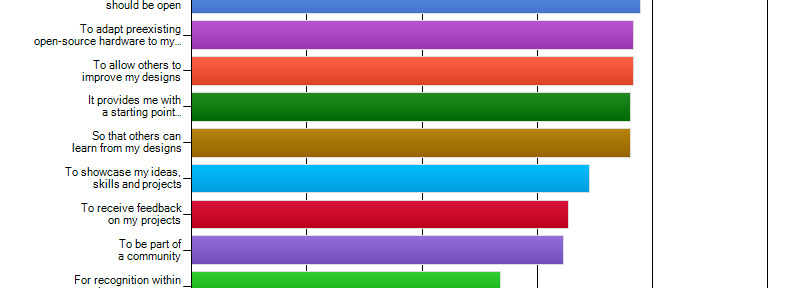 should be open
To adapt preexisting
open-source hardware to my...
To allow others to
improve my designs
It provides me with
a starting point...
So that others can
learn from my designs
To showcase my ideas,
skills and projects
To receive feedback
on my projects
To be part of
a community
For recognition within